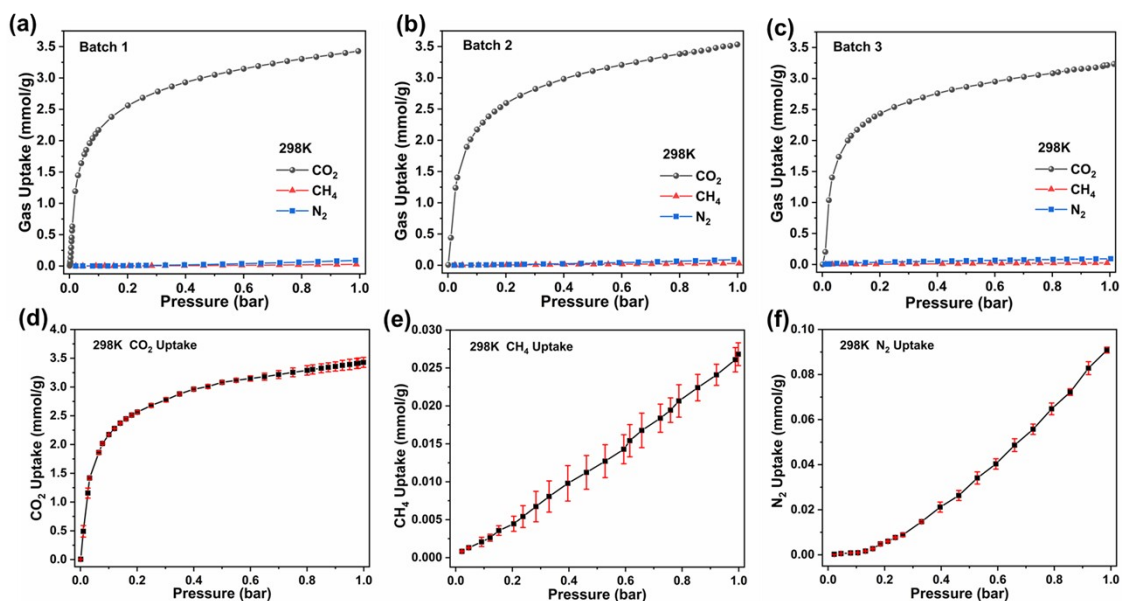 (a)
Batch 1
298K
CO₂
CH₄
N₂
Gas Uptake (mmol/g)
3.5
3.0
2.5
2.0
1.5
1.0
0.5
0.0
0.0 0.2 0.4 0.6 0.8 1.0
Pressure (bar)
(b)
Batch 2
298K
CO₂
CH₄
N₂
Gas Uptake (mmol/g)
3.5
3.0
2.5
2.0
1.5
1.0
0.5
0.0
0.0 0.2 0.4 0.6 0.8 1.0
Pressure (bar)
(c)
Batch 3
298K
CO₂
CH₄
N₂
Gas Uptake (mmol/g)
3.5
3.0
2.5
2.0
1.5
1.0
0.5
0.0
0.0 0.2 0.4 0.6 0.8 1.0
Pressure (bar)
(d)
298K CO₂ Uptake
CO₂ Uptake (mmol/g)
4.0
3.5
3.0
2.5
2.0
1.5
1.0
0.5
0.0
0.0 0.2 0.4 0.6 0.8 1.0
Pressure (bar)
(e)
298K CH₄ Uptake
CH₄ Uptake (mmol/g)
0.030
0.025
0.020
0.015
0.010
0.005
0.000
0.0 0.2 0.4 0.6 0.8 1.0
Pressure (bar)
(f)
298K N₂ Uptake
N₂ Uptake (mmol/g)
0.10
0.08
0.06
0.04
0.02
0.00
0.0 0.2 0.4 0.6 0.8 1.0
Pressure (bar)